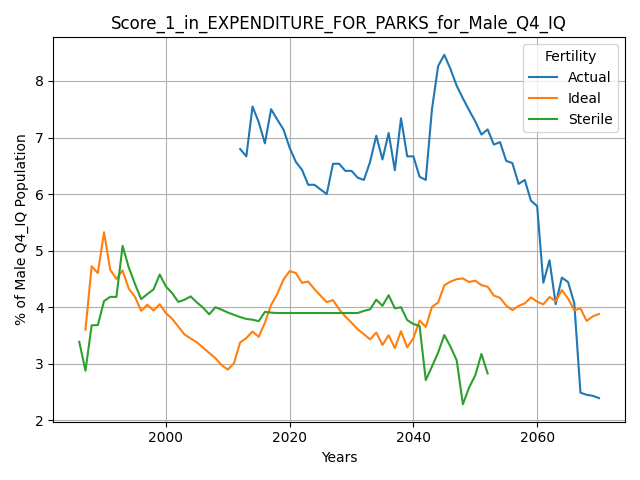 Score_1_in_EXPENDITURE_FOR_PARKS_for_Male_Q4_IQ
Fertility
Actual
Ideal
Sterile
% of Male Q4_IQ Population
8
7
6
5
4
3
2
2000 2020 2040 2060
Years